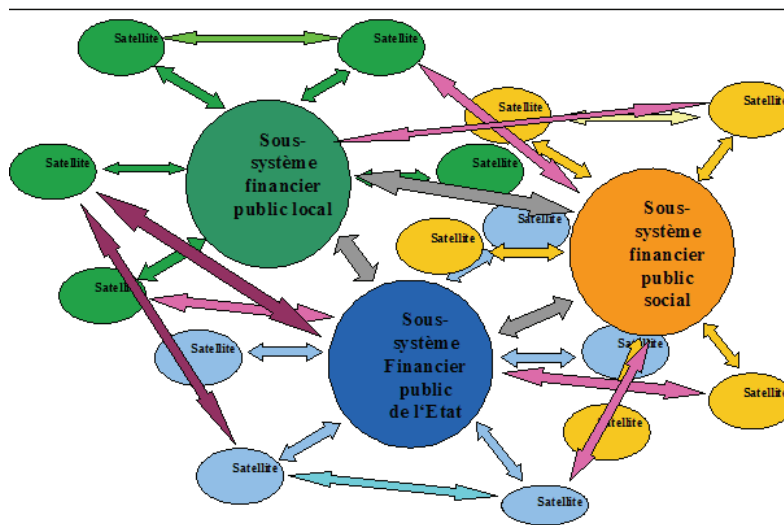 Satellite
Satellite
Satellite
Satellite
Sous-
système
financier
public local
Satellite
Satellite
Sous-
système
financier
public
social
Satellite
Satellite
Satellite
Sous-
système
Financier
public
de l'Etat
Satellite
Satellite
Satellite
Satellite
Satellite
Satellite